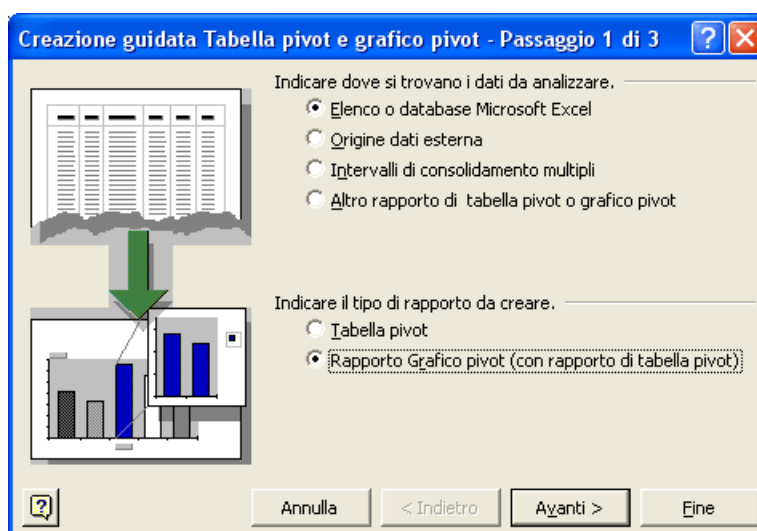 Creazione guidata Tabella pivot e grafico pivot - Passaggio 1 di 3
Indicare dove si trovano i dati da analizzare.
Elenco o database Microsoft Excel
Origine dati esterna
Intervalli di consolidamento multipli
Altro rapporto di tabella pivot o grafico pivot
Indicare il tipo di rapporto da creare.
Tabella pivot
Rapporto Grafico pivot (con rapporto di tabella pivot)
Annulla
< Indietro
Avanti >
Fine